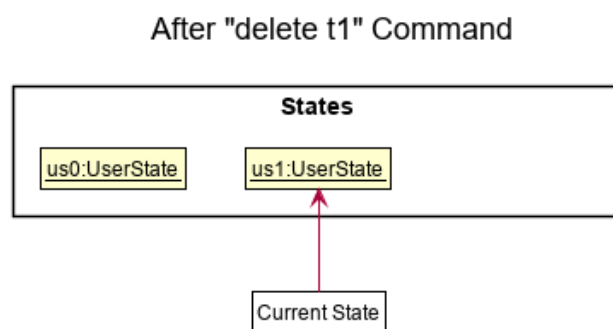 After "delete t1" Command
States
us0:UserState
us1:UserState
Current State